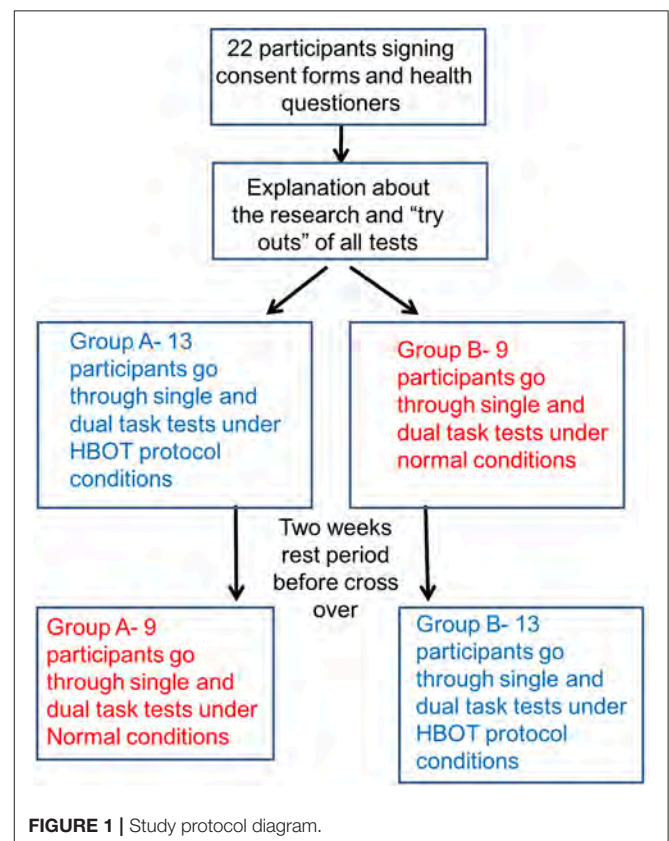 22 participants signing
consent forms and health
questioners
Explanation about
the research and “try
outs” of all tests
Group A- 13
participants go
through single and
dual task tests under
HBOT protocol
conditions
Group B- 9
participants go
through single and
dual task tests under
normal conditions
Two weeks
rest period
before cross
over
Group A- 9
participants go
through single and
dual task tests under
Normal conditions
Group B- 13
participants go
through single and
dual task tests under
HBOT protocol
conditions
FIGURE 1 | Study protocol diagram.